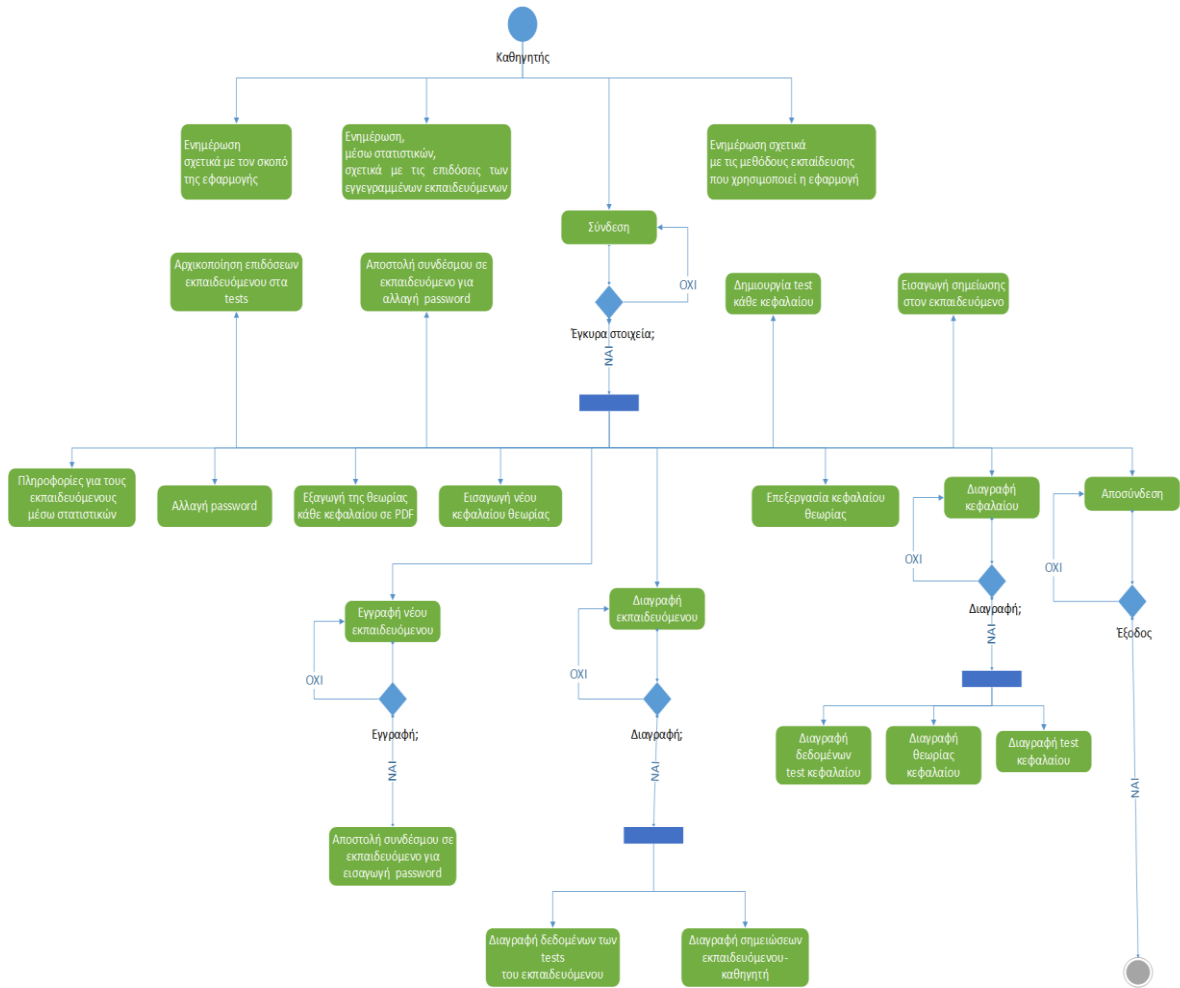 Καθηγητής
Ενημέρωση
σχετικά με τον σκοπό
της εφαρμογής
Ενημέρωση,
μέσω στατιστικών,
σχετικά με τις επιδόσεις των
εγγεγραμμένων εκπαιδευόμενων
Ενημέρωση σχετικά
με τις μεθόδους εκπαίδευσης
που χρησιμοποιεί η εφαρμογή
Σύνδεση
ΟΧΙ
Έγκυρα στοιχεία;
ΝΑΙ
Αρχικοποίηση επιδόσεων
εκπαιδευόμενου στα
tests
Αποστολή συνδέσμου σε
εκπαιδευόμενο για
αλλαγή password
Δημιουργία test
κάθε κεφαλαίου
Εισαγωγή σημείωσης
στον εκπαιδευόμενο
Πληροφορίες για τους
εκπαιδευόμενους
μέσω στατιστικών
Αλλαγή password
Εξαγωγή της θεωρίας
κάθε κεφαλαίου σε PDF
Εισαγωγή νέου
κεφαλαίου θεωρίας
Επεξεργασία κεφαλαίου
θεωρίας
Διαγραφή
κεφαλαίου
Αποσύνδεση
ΟΧΙ
ΟΧΙ
Διαγραφή;
ΝΑΙ
Έξοδος
ΝΑΙ
Εγγραφή νέου
εκπαιδευόμενου
ΟΧΙ
Εγγραφή;
ΝΑΙ
Διαγραφή
εκπαιδευόμενου
ΟΧΙ
Διαγραφή;
ΝΑΙ
Διαγραφή
δεδομένων
test κεφαλαίου
Διαγραφή
θεωρίας
κεφαλαίου
Διαγραφή test
κεφαλαίου
Αποστολή συνδέσμου σε
εκπαιδευόμενο για
εισαγωγή password
Διαγραφή δεδομένων των
tests
του εκπαιδευόμενου
Διαγραφή σημειώσεων
εκπαιδευόμενου-
καθηγητή